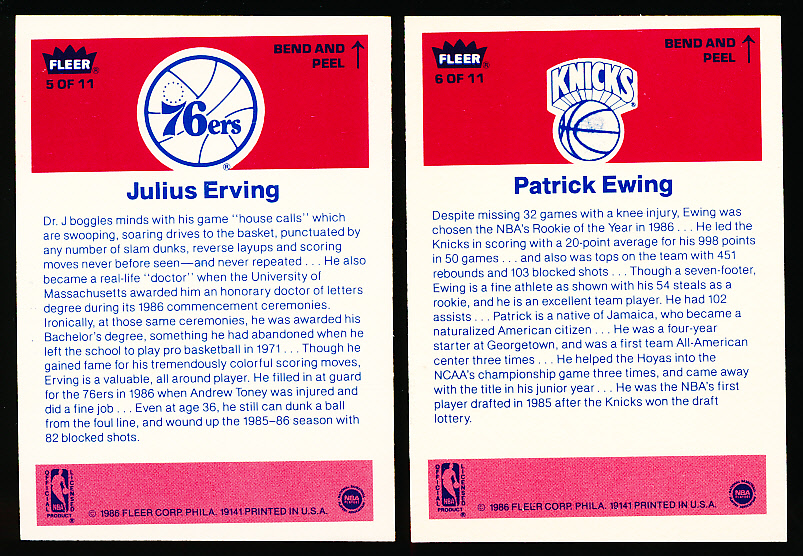 FLEER®
5 OF 11
BEND AND
PEEL
76ers
®
Julius Erving
Dr. J boggles minds with his game "house calls" which
are swooping, soaring drives to the basket, punctuated by
any number of slam dunks, reverse layups and scoring
moves never before seen—and never repeated . . . He also
became a real-life "doctor" when the University of
Massachusetts awarded him an honorary doctor of letters
degree during its 1986 commencement ceremonies.
Ironically, at those same ceremonies, he was awarded his
Bachelor's degree, something he had abandoned when he
left the school to play pro basketball in 1971 . . . Though he
gained fame for his tremendously colorful scoring moves,
Erving is a valuable, all around player. He filled in at guard
for the 76ers in 1986 when Andrew Toney was injured and
did a fine job . . . Even at age 36, he still can dunk a ball
from the foul line, and wound up the 1985–86 season with
82 blocked shots.
OFFICIAL LICENSED
NBA
PRODUCT
© 1986 FLEER CORP. PHILA. 19141 PRINTED IN U.S.A.
NBA
FLEER®
6 OF 11
BEND AND
PEEL
KNICKS
®
Patrick Ewing
Despite missing 32 games with a knee injury, Ewing was
chosen the NBA's Rookie of the Year in 1986 . . . He led the
Knicks in scoring with a 20-point average for his 998 points
in 50 games . . . and also was tops on the team with 451
rebounds and 103 blocked shots . . . Though a seven-footer,
Ewing is a fine athlete as shown with his 54 steals as a
rookie, and he is an excellent team player. He had 102
assists . . . Patrick is a native of Jamaica, who became a
naturalized American citizen . . . He was a four-year
starter at Georgetown, and was a first team All-American
center three times . . . He helped the Hoyas into the
NCAA's championship game three times, and came away
with the title in his junior year . . . He was the NBA's first
player drafted in 1985 after the Knicks won the draft
lottery.
OFFICIAL LICENSED
NBA
PRODUCT
© 1986 FLEER CORP. PHILA. 19141 PRINTED IN U.S.A.
NBA